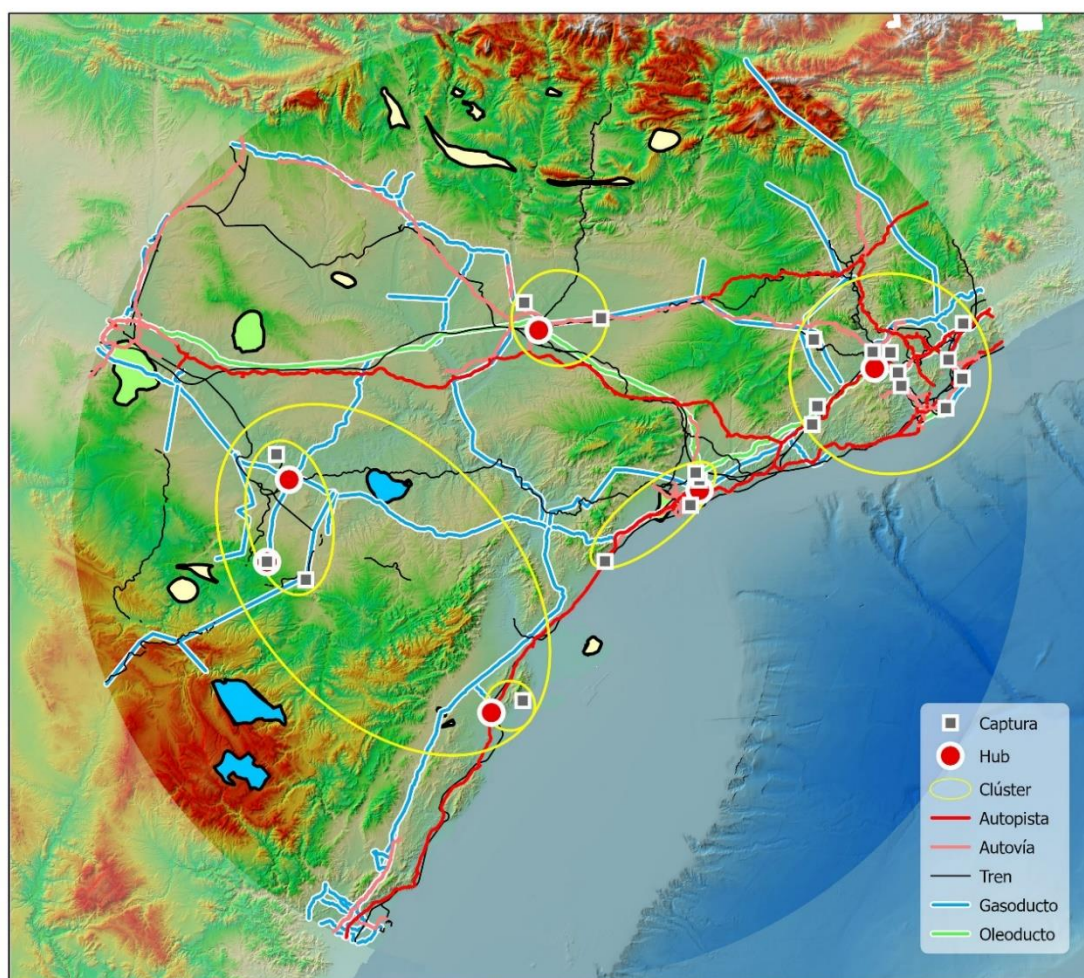 Captura
Hub
Clúster
Autopista
Autovía
Tren
Gasoducto
Oleoducto